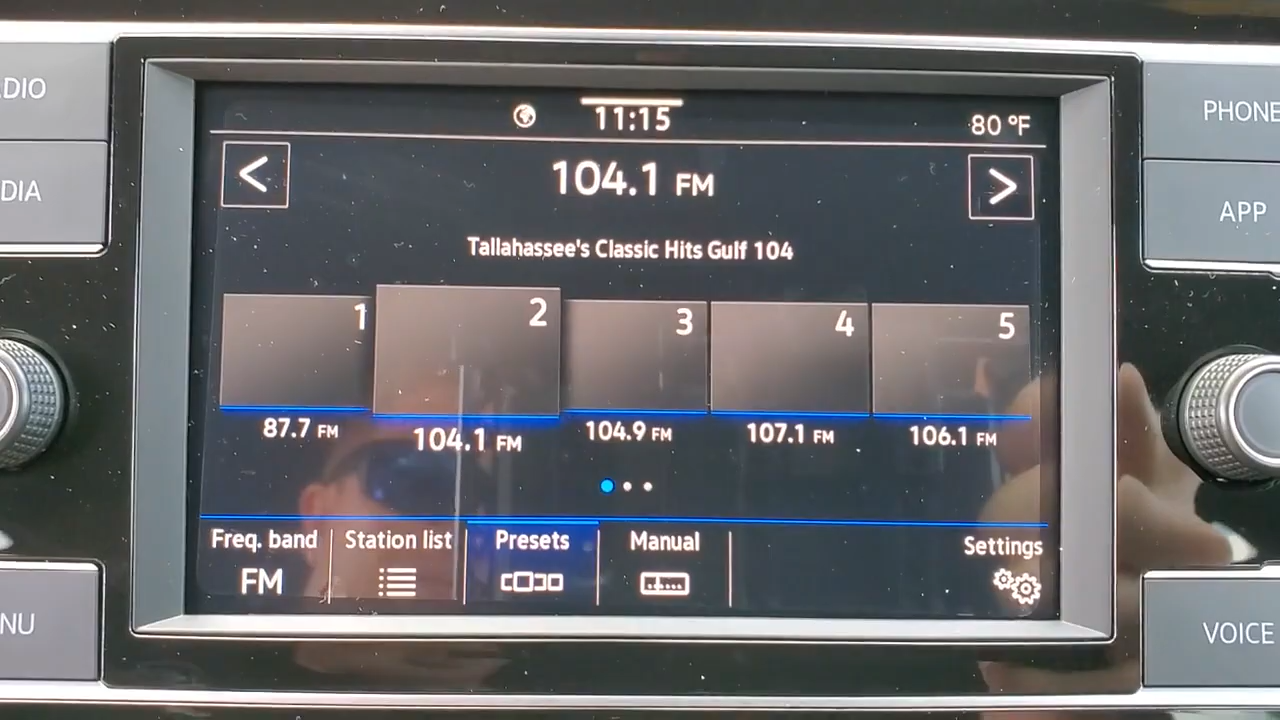 11:15
80 °F
<
104.1 FM
>
Tallahassee's Classic Hits Gulf 104
1
2
3
4
5
87.7 FM
104.1 FM
104.9 FM
107.1 FM
106.1 FM
Freq. band
Station list
Presets
Manual
Settings
FM
DIO
DIA
NU
PHONE
APP
VOICE